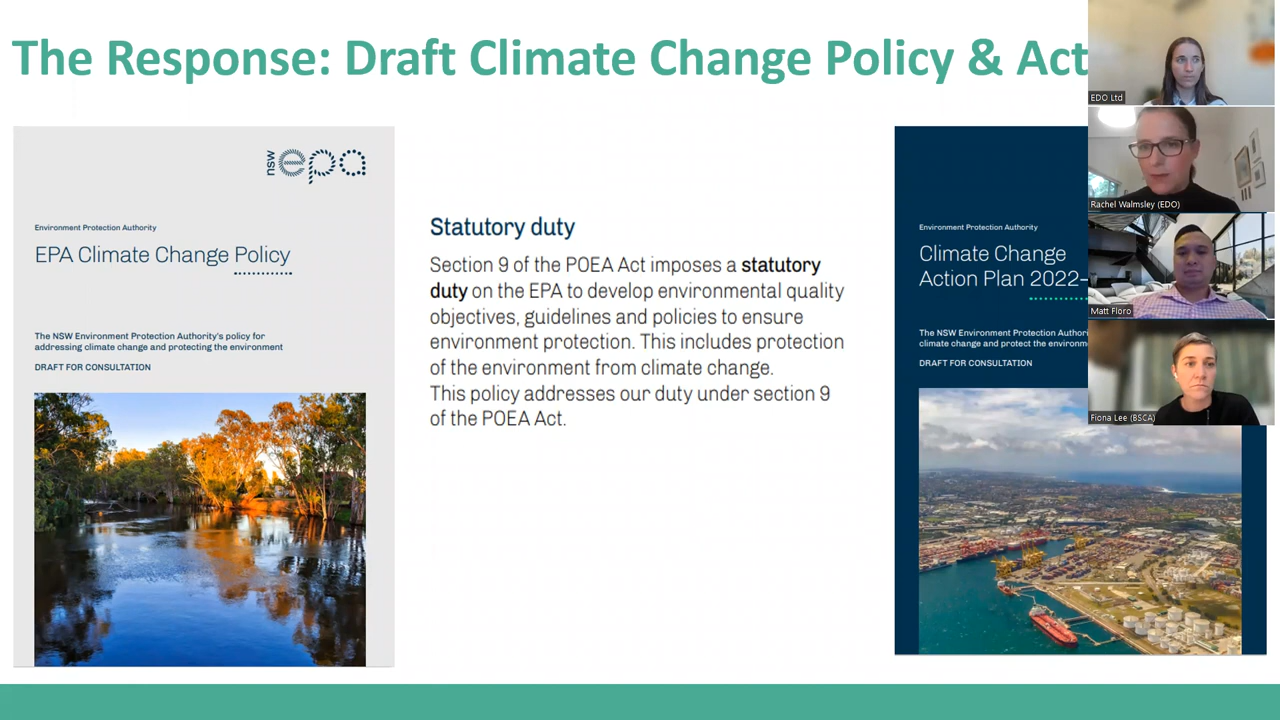 The Response: Draft Climate Change Policy & Act
nsw
epa
Environment Protection Authority
EPA Climate Change Policy
The NSW Environment Protection Authority's policy for
addressing climate change and protecting the environment
DRAFT FOR CONSULTATION
Statutory duty
Section 9 of the POEA Act imposes a statutory
duty on the EPA to develop environmental quality
objectives, guidelines and policies to ensure
environment protection. This includes protection
of the environment from climate change.
This policy addresses our duty under section 9
of the POEA Act.
Environment Protection Authority
Climate Change
Action Plan 2022–
The NSW Environment Protection Authori
climate change and protect the environm
DRAFT FOR CONSULTATION
EDO Ltd
Rachel Walmsley (EDO)
Matt Floro
Fiona Lee (BSCA)